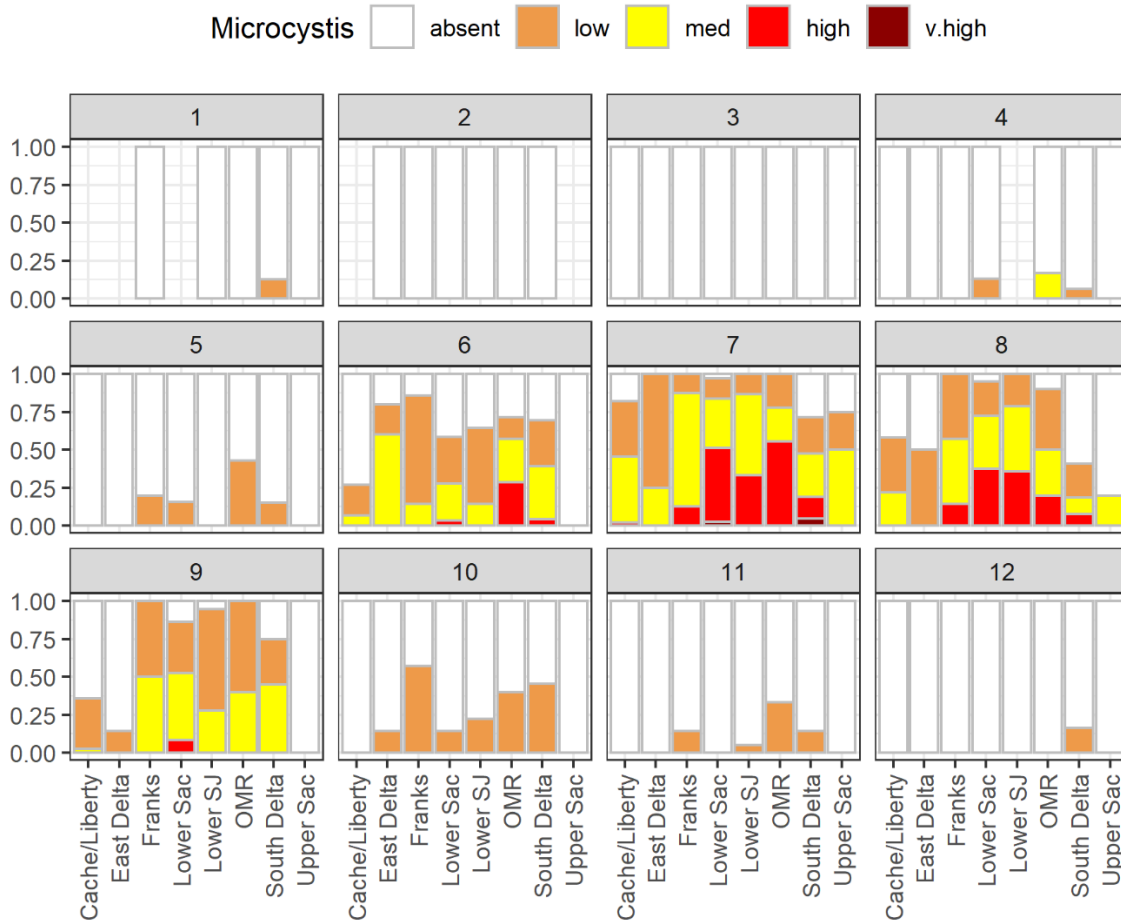 Microcystis absent low med high v.high
1 2 3 4
1.00
0.75
0.50
0.25
0.00
5 6 7 8
1.00
0.75
0.50
0.25
0.00
9 10 11 12
1.00
0.75
0.50
0.25
0.00
Cache/Liberty
East Delta
Franks
Lower Sac
Lower SJ
OMR
South Delta
Upper Sac
Cache/Liberty
East Delta
Franks
Lower Sac
Lower SJ
OMR
South Delta
Upper Sac
Cache/Liberty
East Delta
Franks
Lower Sac
Lower SJ
OMR
South Delta
Upper Sac
Cache/Liberty
East Delta
Franks
Lower Sac
Lower SJ
OMR
South Delta
Upper Sac